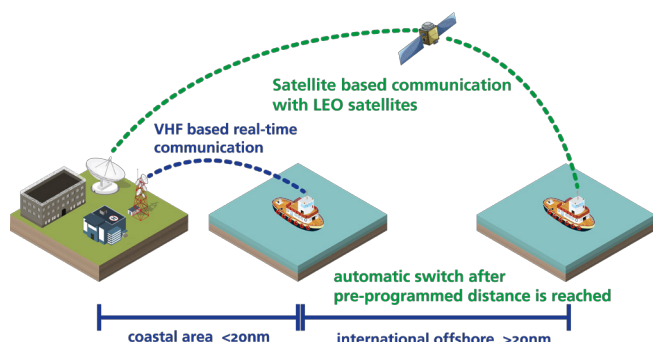 Satellite based communication
with LEO satellites
VHF based real-time
communication
automatic switch after
pre-programmed distance is reached
coastal area <20nm
international offshore >20nm